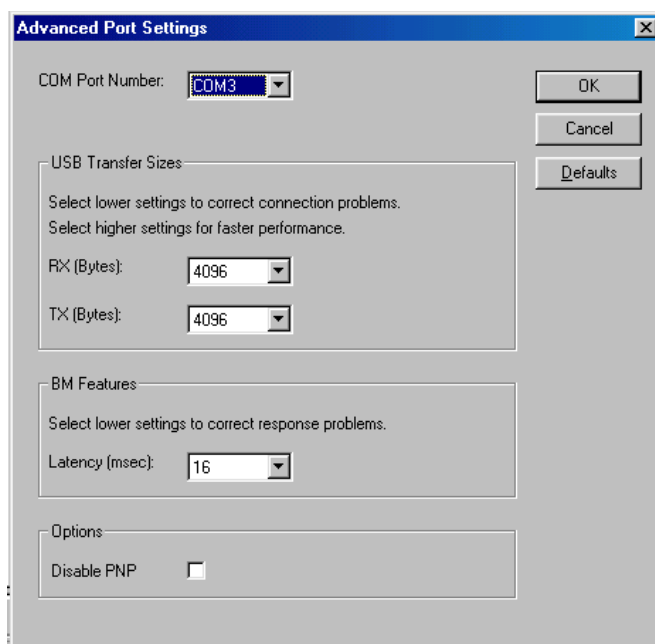 Advanced Port Settings
COM Port Number: COM3
OK
Cancel
Defaults
USB Transfer Sizes
Select lower settings to correct connection problems.
Select higher settings for faster performance.
RX (Bytes): 4096
TX (Bytes): 4096
BM Features
Select lower settings to correct response problems.
Latency (msec): 16
Options
Disable PNP